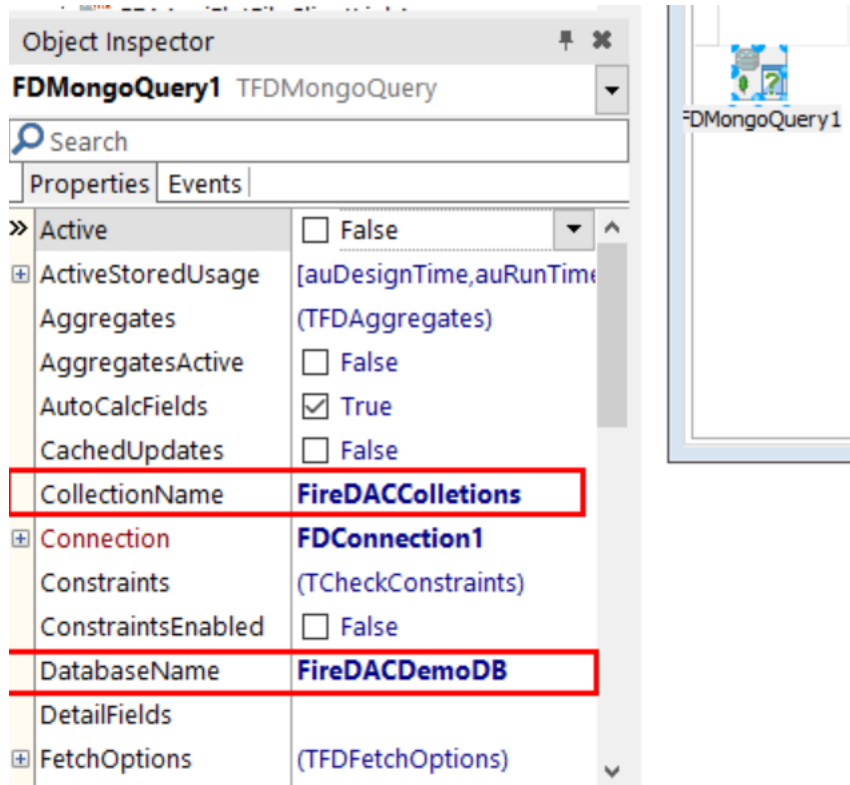 Object Inspector
FDMongoQuery1 TFDMongoQuery
Search
Properties Events
Active False
ActiveStoredUsage [auDesignTime,auRunTime
Aggregates (TFDAggregates)
AggregatesActive False
AutoCalcFields True
CachedUpdates False
CollectionName FireDACColletions
Connection FDConnection1
Constraints (TCheckConstraints)
ConstraintsEnabled False
DatabaseName FireDACDemoDB
DetailFields
FetchOptions (TFDFetchOptions)
FDMongoQuery1